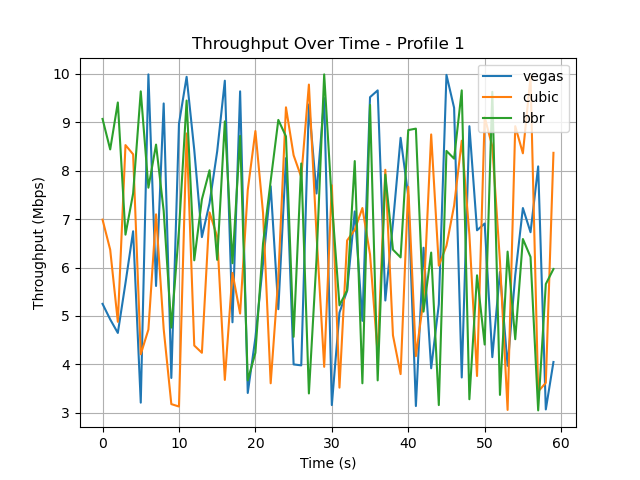 Throughput Over Time - Profile 1
vegas
cubic
bbr
Throughput (Mbps)
10
9
8
7
6
5
4
3
0 10 20 30 40 50 60
Time (s)